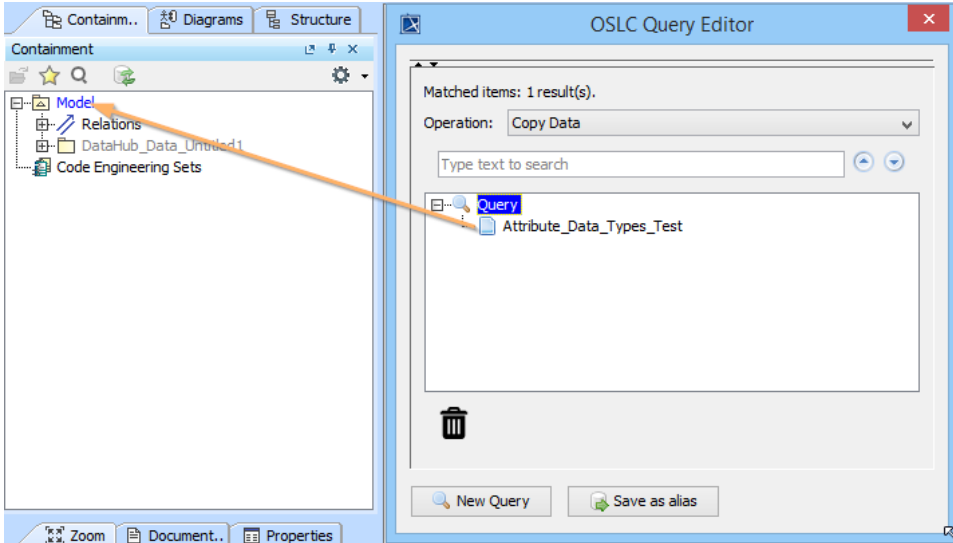 Containm..
Diagrams
Structure
Containment
Model
Relations
DataHub_Data_Untitled1
Code Engineering Sets
Zoom
Document..
Properties
OSLC Query Editor
Matched items: 1 result(s).
Operation: Copy Data
Type text to search
Query
Attribute_Data_Types_Test
New Query
Save as alias